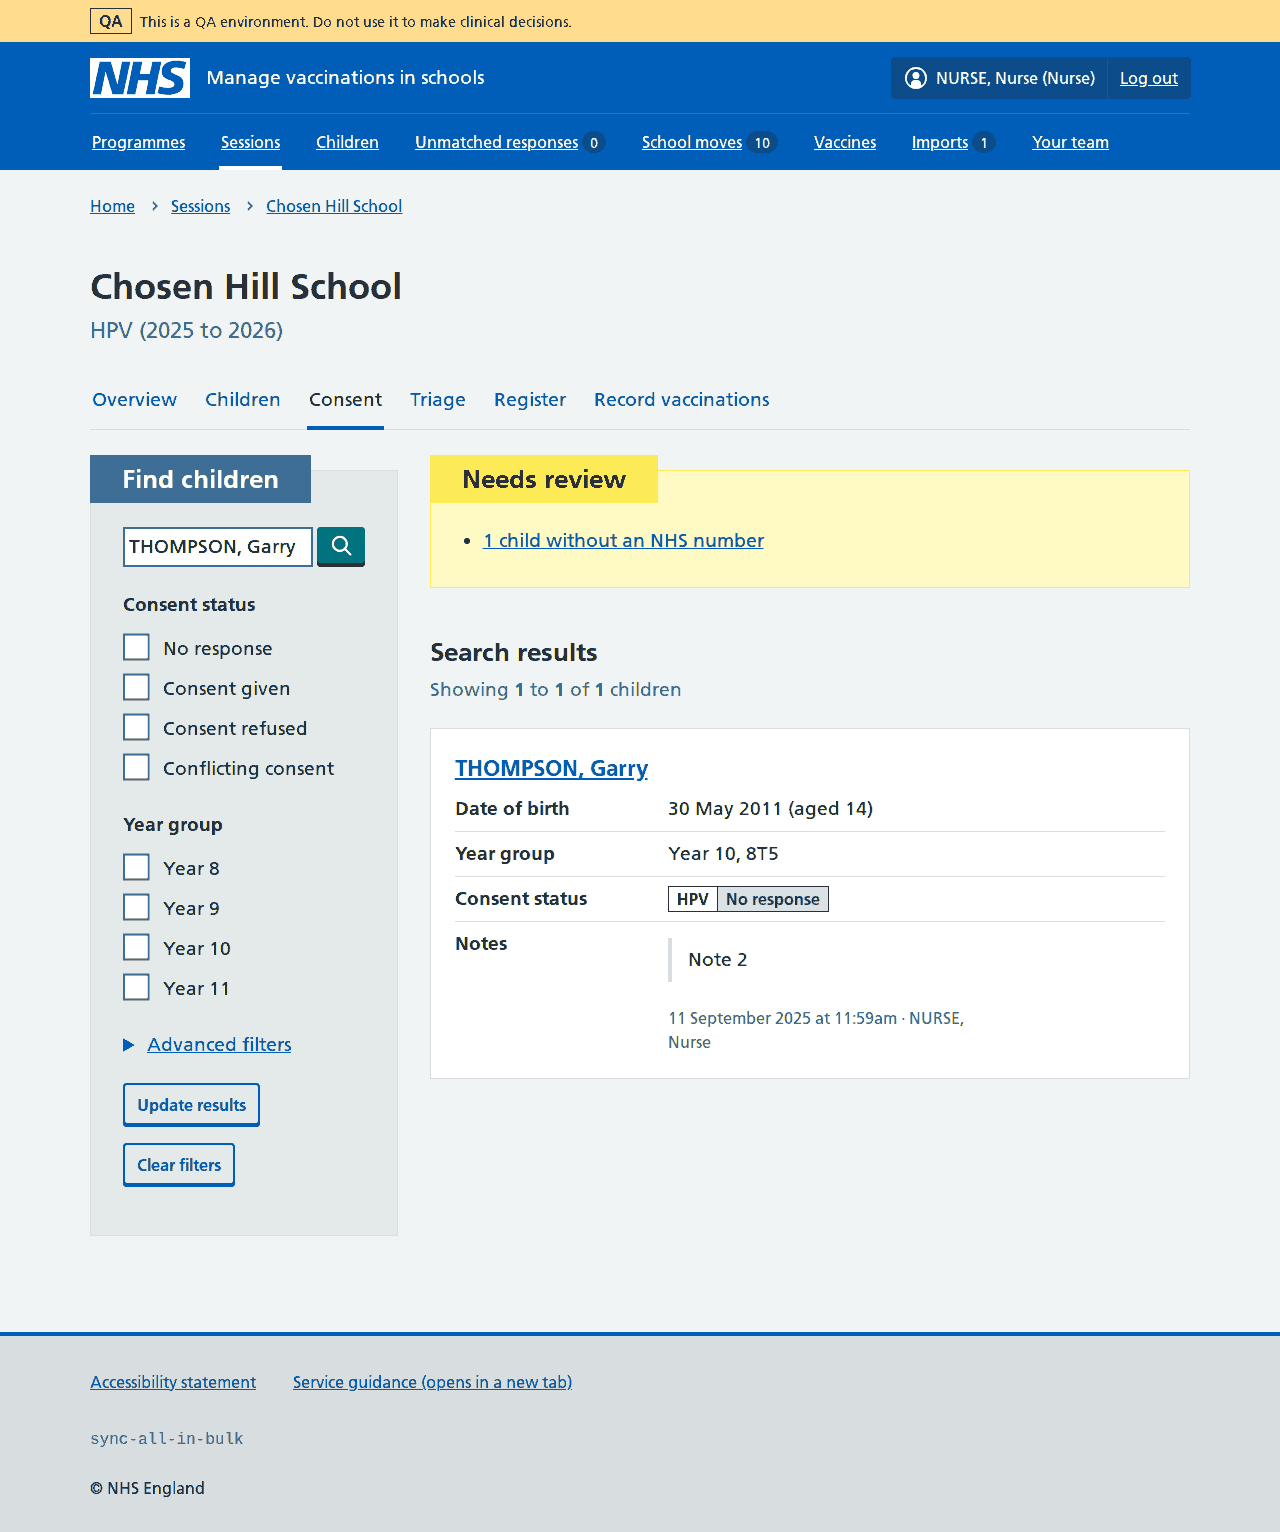 QA This is a QA environment. Do not use it to make clinical decisions.
NHS Manage vaccinations in schools NURSE, Nurse (Nurse) Log out
Programmes Sessions Children Unmatched responses 0 School moves 10 Vaccines Imports 1 Your team
Home Sessions Chosen Hill School
Chosen Hill School
HPV (2025 to 2026)
Overview Children Consent Triage Register Record vaccinations
Find children
THOMPSON, Garry
Consent status
No response
Consent given
Consent refused
Conflicting consent
Year group
Year 8
Year 9
Year 10
Year 11
Advanced filters
Update results
Clear filters
Needs review
1 child without an NHS number
Search results
Showing 1 to 1 of 1 children
THOMPSON, Garry
Date of birth 30 May 2011 (aged 14)
Year group Year 10, 8T5
Consent status HPV No response
Notes Note 2
11 September 2025 at 11:59am · NURSE,
Nurse
Accessibility statement Service guidance (opens in a new tab)
sync-all-in-bulk
© NHS England